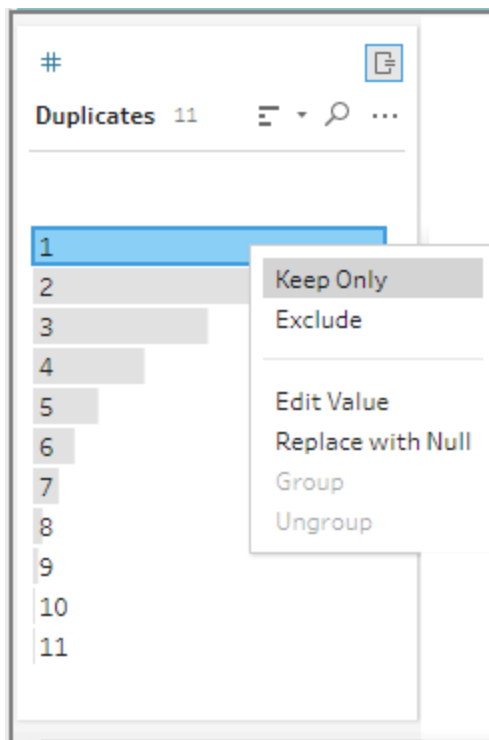 #
Duplicates 11
1
2
3
4
5
6
7
8
9
10
11
Keep Only
Exclude
Edit Value
Replace with Null
Group
Ungroup